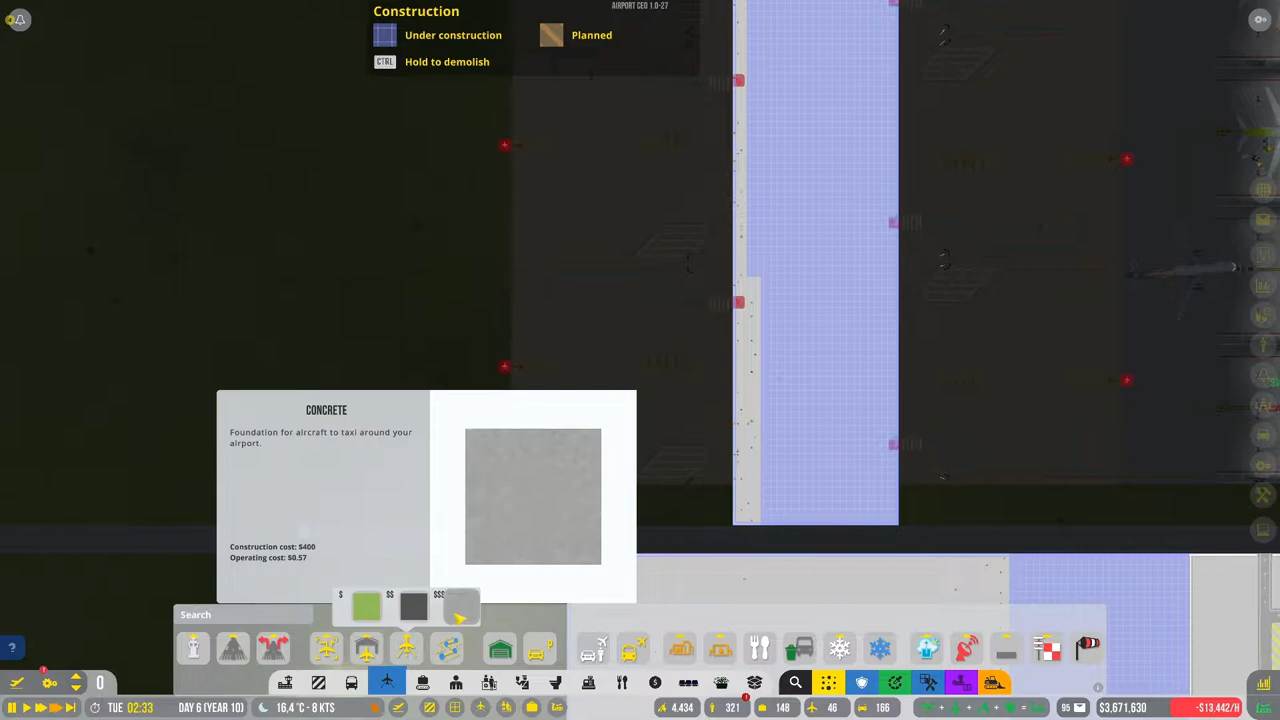 Construction
AIRPORT CEO 1.0-27
Under construction
Planned
CTRL
Hold to demolish
CONCRETE
Foundation for aircraft to taxi around your
airport.
Construction cost: $400
Operating cost: $0.57
$
$$
$$$
Search
0
TUE 02:33
DAY 6 (YEAR 10)
16,4°C - 8 KTS
4.434
321
148
46
166
95
$3,671,630
-$13,442/H